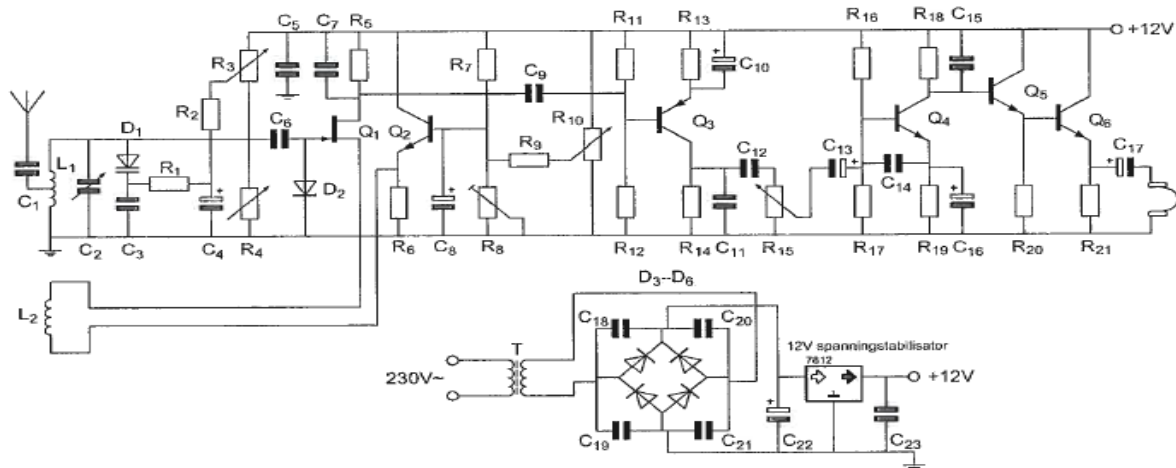 C5 C7 R5 R11 R13 R16 R18 C15
+12V
R3 R7 C9 + C10
R2 R10 Q5
D1 C6 Q1 Q2 Q3 Q4 Q6
L1 R1 R9 C12 C13 + C14 + C17
C1 D2 + + +
C2 C3 C4 R4 R6 C8 R8 R12 R14 C11 R15 R17 R19 C16 R20 R21
L2
D3--D6
C18 C20
T 12V spanningstabilisator
7812
230V~ +12V
+
1
C19 C21 C22 C23